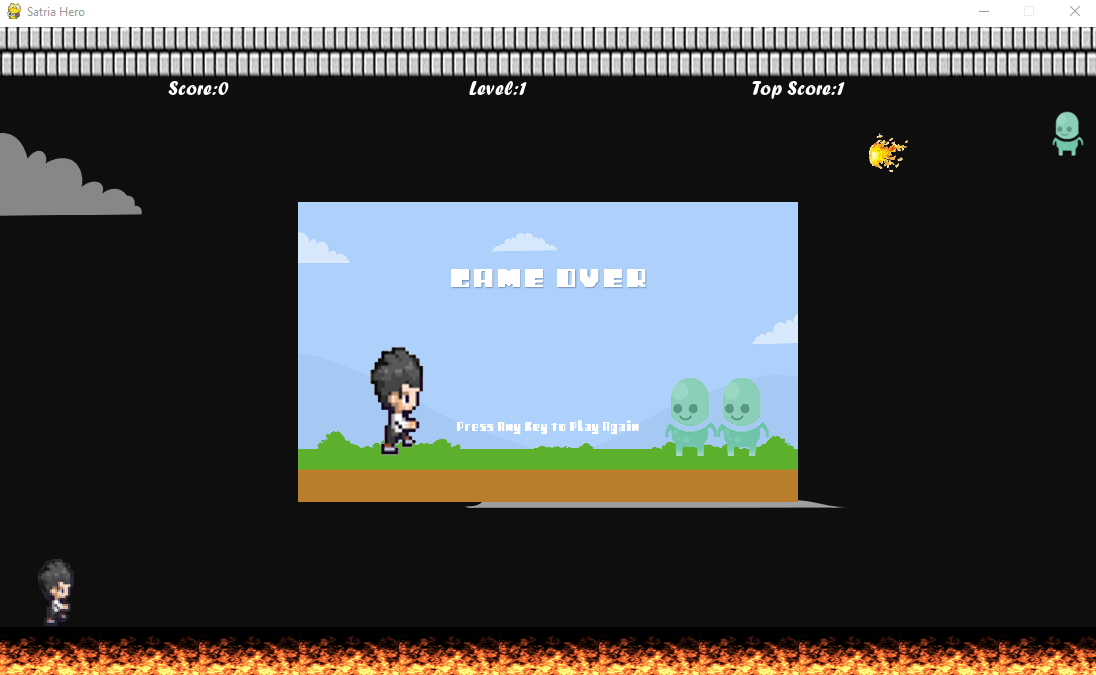 Satria Hero
Score:0
Level:1
Top Score:1
GAME OVER
Press Any Key to Play Again